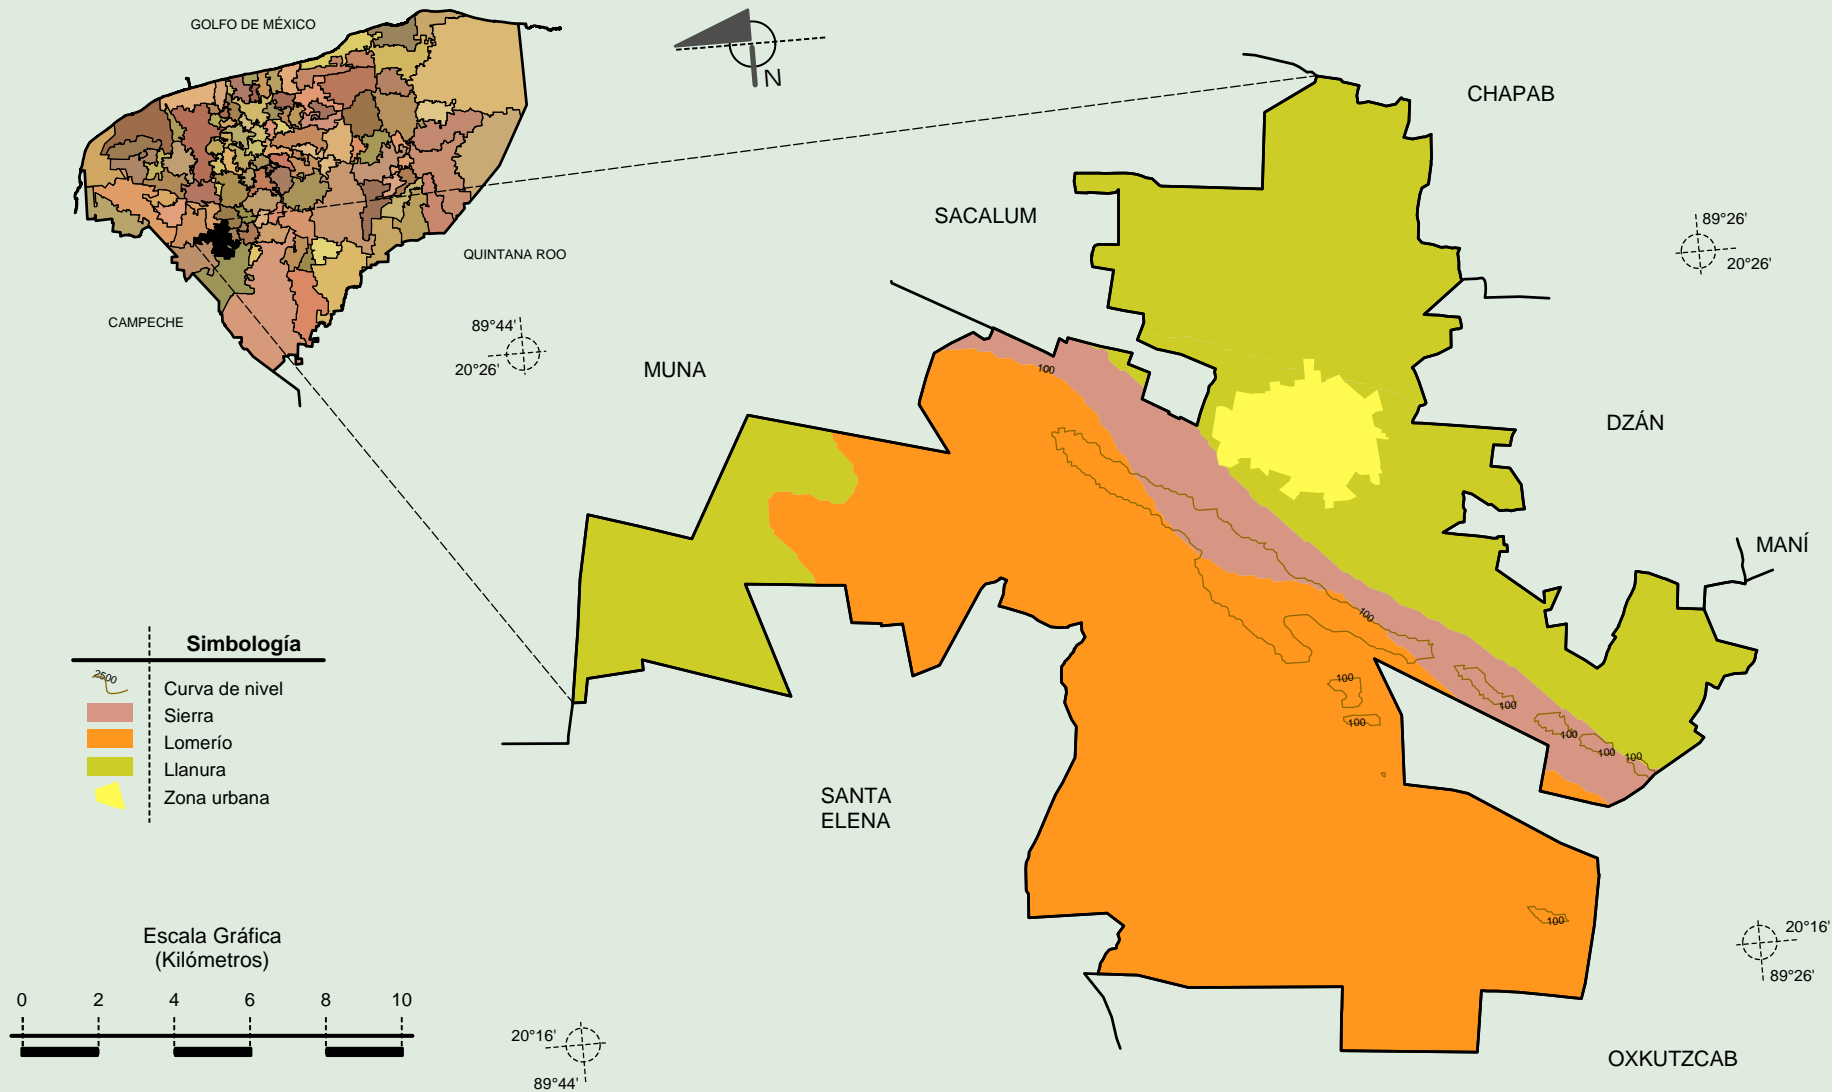 GOLFO DE MÉXICO
QUINTANA ROO
CAMPECHE
N
CHAPAB
SACALUM
89°26'
20°26'
89°44'
20°26'
MUNA
100
DZÁN
MANÍ
100
100
100
100
100
100
100
100
SANTA
ELENA
OXKUTZCAB
20°16'
89°26'
20°16'
89°44'
Simbología
2500
Curva de nivel
Sierra
Lomerío
Llanura
Zona urbana
Escala Gráfica
(Kilómetros)
0 2 4 6 8 10